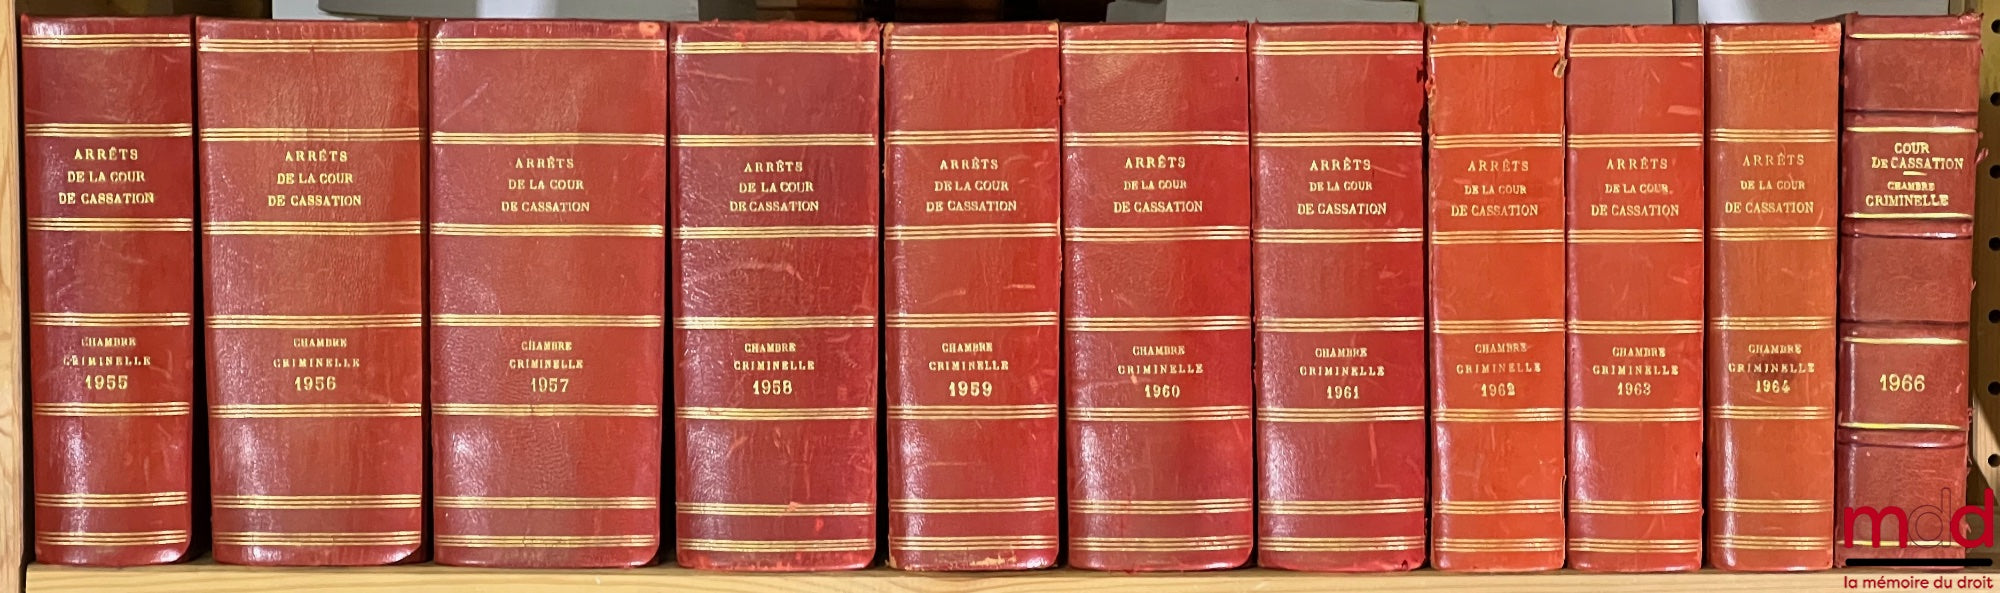 ARRÊTS
DE LA COUR
DE CASSATION
CHAMBRE
CRIMINELLE
1955
ARRÊTS
DE LA COUR
DE CASSATION
CHAMBRE
CRIMINELLE
1956
ARRÊTS
DE LA COUR
DE CASSATION
CHAMBRE
CRIMINELLE
1957
ARRÊTS
DE LA COUR
DE CASSATION
CHAMBRE
CRIMINELLE
1958
ARRÊTS
DE LA COUR
DE CASSATION
CHAMBRE
CRIMINELLE
1959
ARRÊTS
DE LA COUR
DE CASSATION
CHAMBRE
CRIMINELLE
1960
ARRÊTS
DE LA COUR
DE CASSATION
CHAMBRE
CRIMINELLE
1961
ARRÊTS
DE LA COUR
DE CASSATION
CHAMBRE
CRIMINELLE
1962
ARRÊTS
DE LA COUR
DE CASSATION
CHAMBRE
CRIMINELLE
1963
ARRÊTS
DE LA COUR
DE CASSATION
CHAMBRE
CRIMINELLE
1964
COUR
DE CASSATION
CHAMBRE
CRIMINELLE
1966
mdd
la mémoire du droit